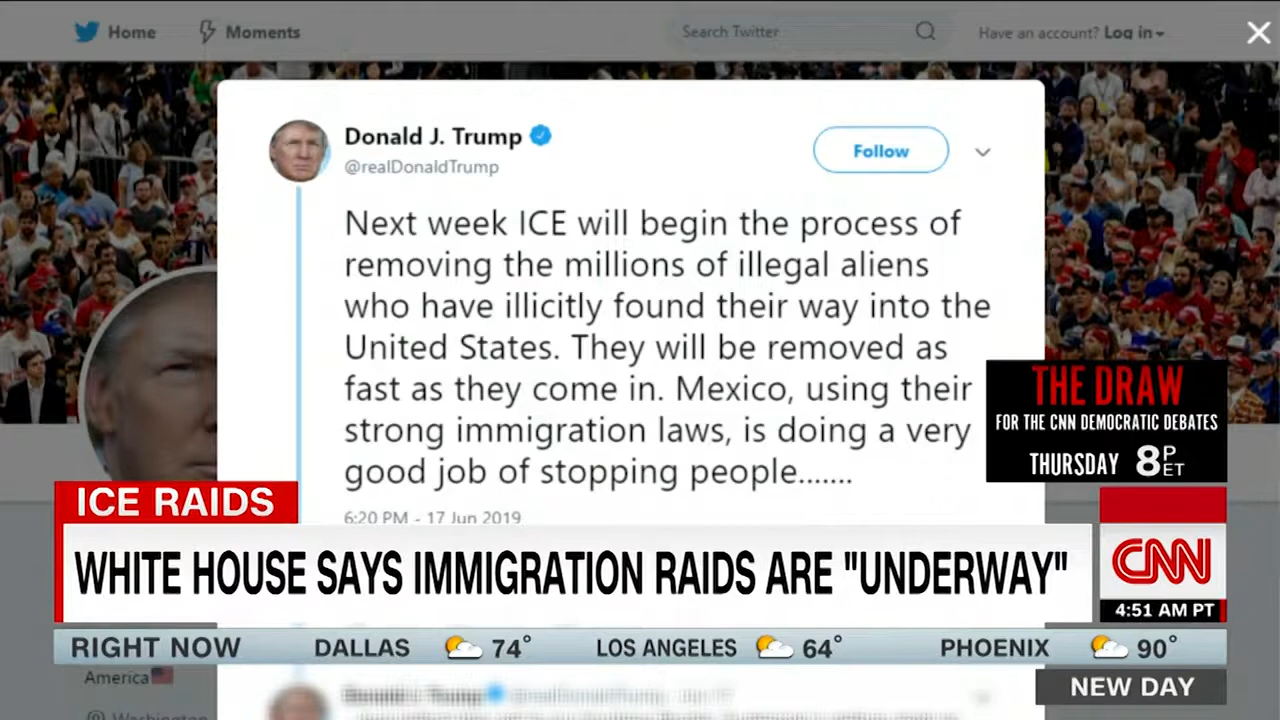 Home
Moments
Search Twitter
Have an account? Log in
Donald J. Trump
@realDonaldTrump
Follow
Next week ICE will begin the process of
removing the millions of illegal aliens
who have illicitly found their way into the
United States. They will be removed as
fast as they come in. Mexico, using their
strong immigration laws, is doing a very
good job of stopping people.......
6:20 PM - 17 Jun 2019
THE DRAW
FOR THE CNN DEMOCRATIC DEBATES
THURSDAY 8P ET
ICE RAIDS
WHITE HOUSE SAYS IMMIGRATION RAIDS ARE "UNDERWAY"
CNN
4:51 AM PT
RIGHT NOW DALLAS 74° LOS ANGELES 64° PHOENIX 90°
America
Washington
Donald J. Trump
NEW DAY